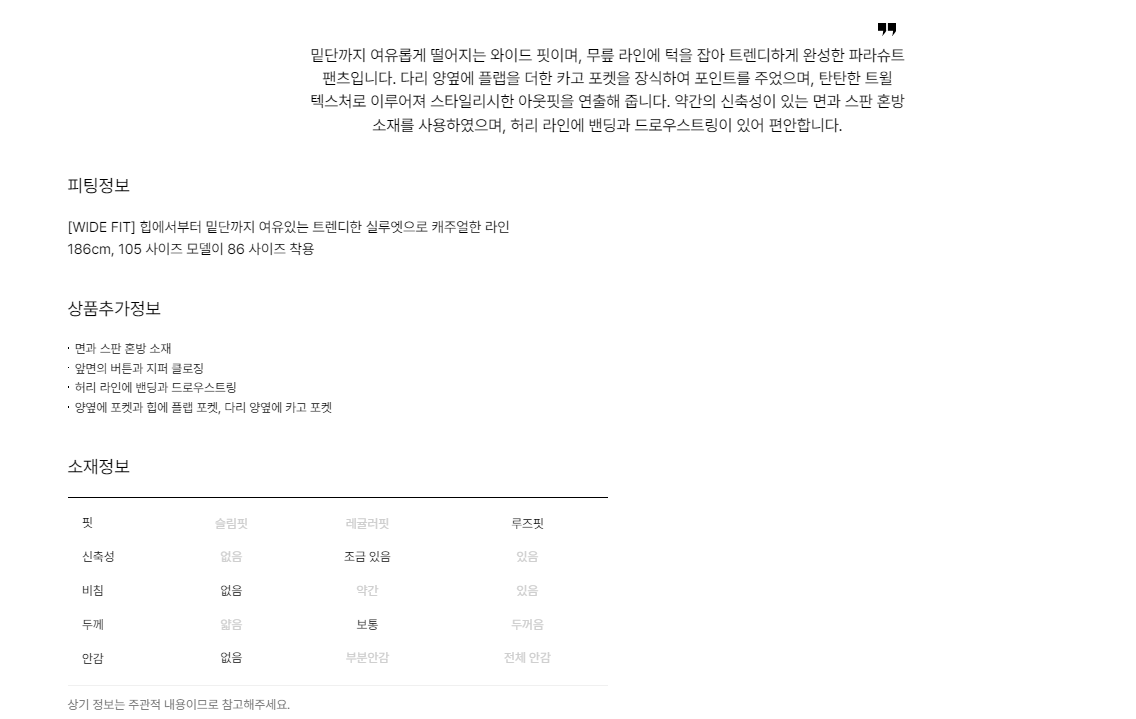 ❞
밑단까지 여유롭게 떨어지는 와이드 핏이며, 무릎 라인에 턱을 잡아 트렌디하게 완성한 파라슈트
팬츠입니다. 다리 양옆에 플랩을 더한 카고 포켓을 장식하여 포인트를 주었으며, 탄탄한 트윌
텍스처로 이루어져 스타일리시한 아웃핏을 연출해 줍니다. 약간의 신축성이 있는 면과 스판 혼방
소재를 사용하였으며, 허리 라인에 밴딩과 드로우스트링이 있어 편안합니다.
피팅정보
[WIDE FIT] 힙에서부터 밑단까지 여유있는 트렌디한 실루엣으로 캐주얼한 라인
186cm, 105 사이즈 모델이 86 사이즈 착용
상품추가정보
· 면과 스판 혼방 소재
· 앞면의 버튼과 지퍼 클로징
· 허리 라인에 밴딩과 드로우스트링
· 양옆에 포켓과 힙에 플랩 포켓, 다리 양옆에 카고 포켓
소재정보
핏 슬림핏 레귤러핏 루즈핏
신축성 없음 조금 있음 있음
비침 없음 약간 있음
두께 얇음 보통 두꺼움
안감 없음 부분안감 전체 안감
상기 정보는 주관적 내용이므로 참고해주세요.